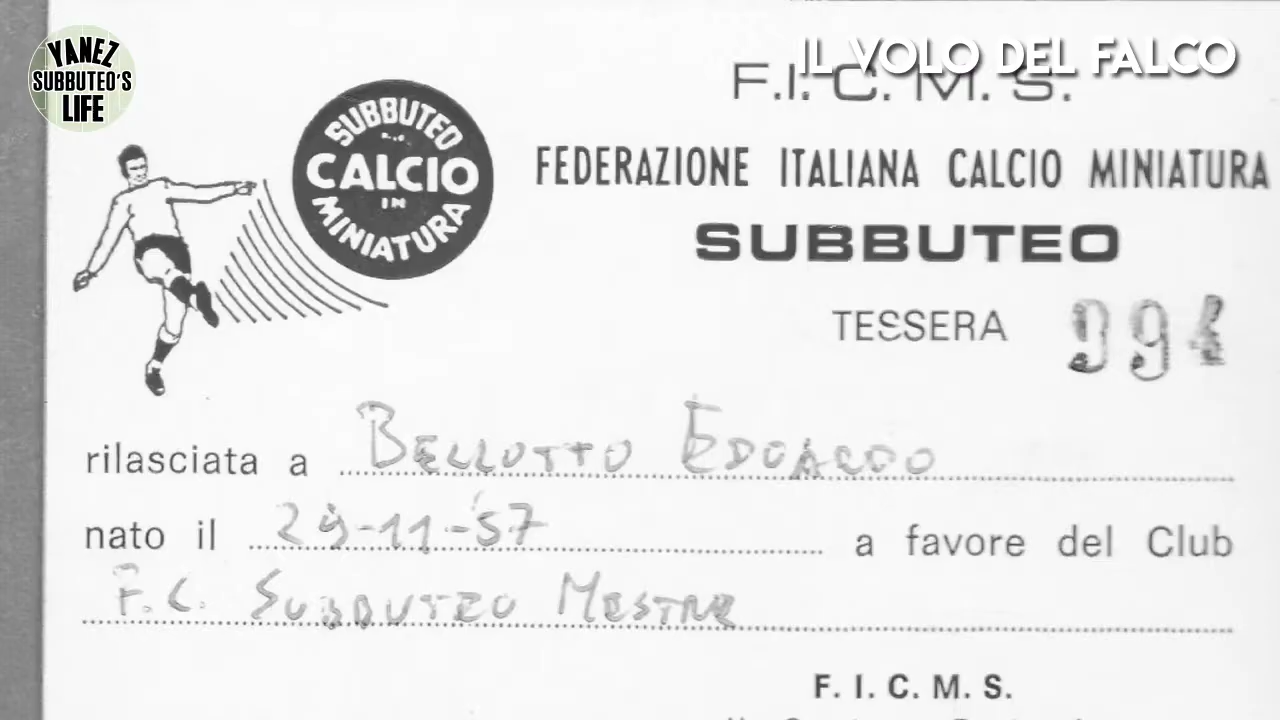 YANEZ
SUBBUTEO'S
LIFE
IL VOLO DEL FALCO
F.I.C.M.S.
SUBBUTEO
CALCIO
IN
MINIATURA
FEDERAZIONE ITALIANA CALCIO MINIATURA
SUBBUTEO
TESSERA 994
rilasciata a BELLOTTO EDOARDO
nato il 29-11-57 a favore del Club
F.C. SUBBUTEO MESTRE
F. I. C. M. S.